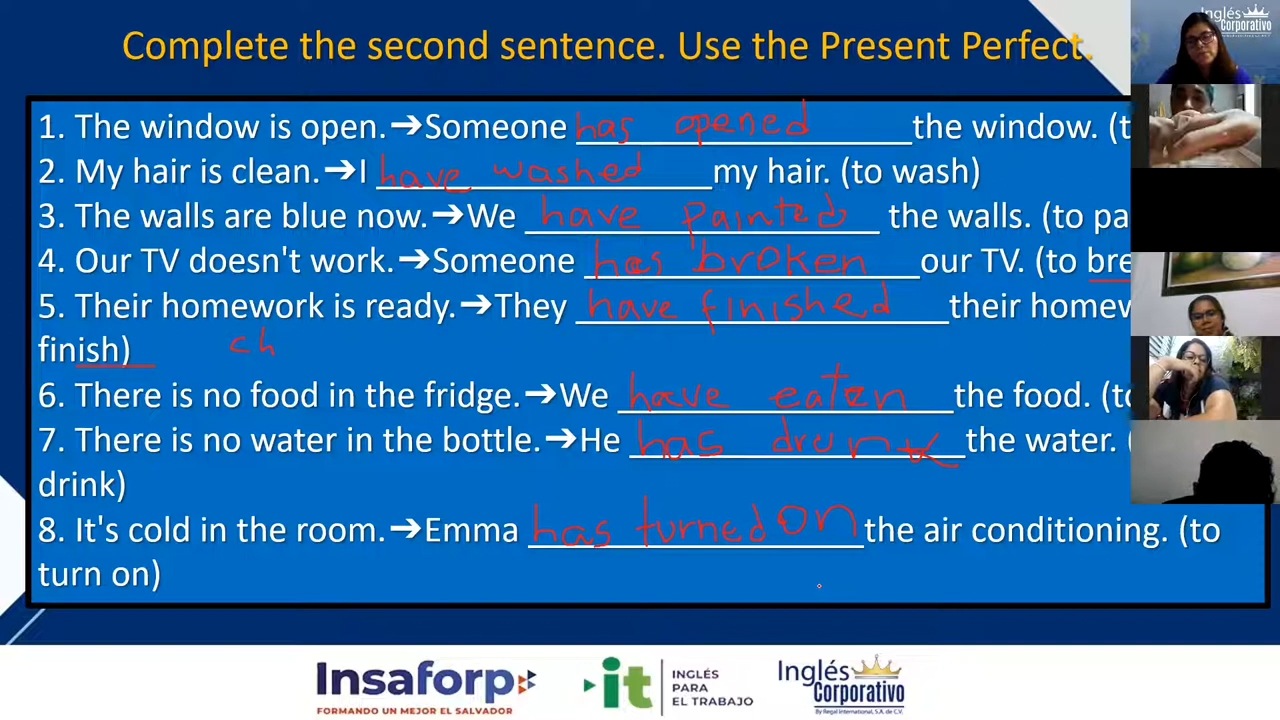 Complete the second sentence. Use the Present Perfect.
Inglés
Corporativo
1. The window is open.➔Someone has opened the window. (t
2. My hair is clean.➔I have washed my hair. (to wash)
3. The walls are blue now.➔We have painted the walls. (to pa
4. Our TV doesn't work.➔Someone has broken our TV. (to bre
5. Their homework is ready.➔They have finished their homew
finish) ch
6. There is no food in the fridge.➔We have eaten the food. (to
7. There is no water in the bottle.➔He has drunk the water. (
drink)
8. It's cold in the room.➔Emma has turned on the air conditioning. (to
turn on)
Insaforp
FORMANDO UN MEJOR EL SALVADOR
it
INGLÉS
PARA
EL TRABAJO
Inglés
Corporativo
By Regal International, S.A. de C.V.